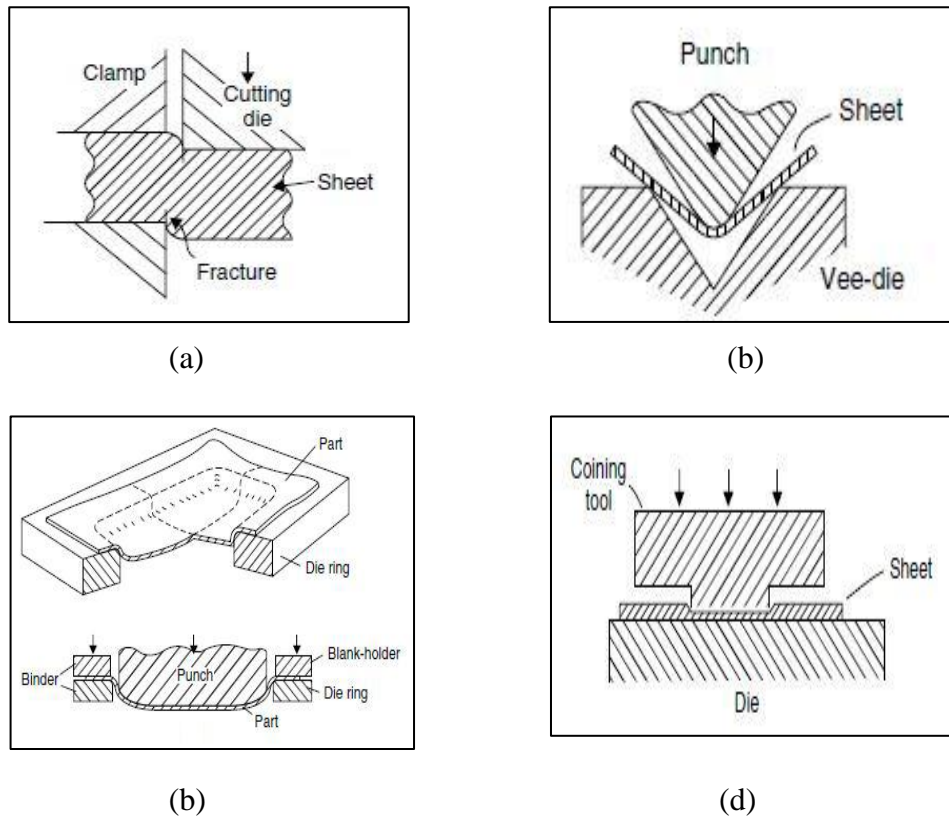 Clamp
Cutting
die
Sheet
Fracture
(a)
Punch
Sheet
Vee-die
(b)
Part
Die ring
Binder
Punch
Blank-holder
Die ring
Part
(b)
Coining
tool
Sheet
Die
(d)